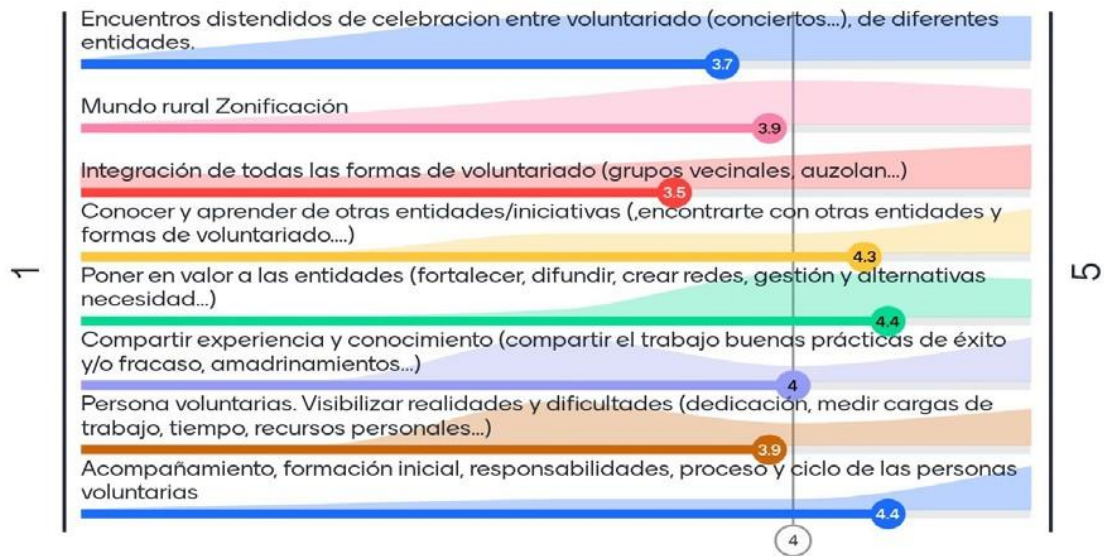 Encuentros distendidos de celebracion entre voluntariado (conciertos...), de diferentes
entidades.
3.7
Mundo rural Zonificación
3.9
Integración de todas las formas de voluntariado (grupos vecinales, auzolan...)
3.5
Conocer y aprender de otras entidades/iniciativas (,encontrarte con otras entidades y
formas de voluntariado....)
4.3
Poner en valor a las entidades (fortalecer, difundir, crear redes, gestión y alternativas
necesidad...)
4.4
Compartir experiencia y conocimiento (compartir el trabajo buenas prácticas de éxito
y/o fracaso, amadrinamientos...)
4
Persona voluntarias. Visibilizar realidades y dificultades (dedicación, medir cargas de
trabajo, tiempo, recursos personales...)
3.9
Acompañamiento, formación inicial, responsabilidades, proceso y ciclo de las personas
voluntarias
4.4
4
1
5